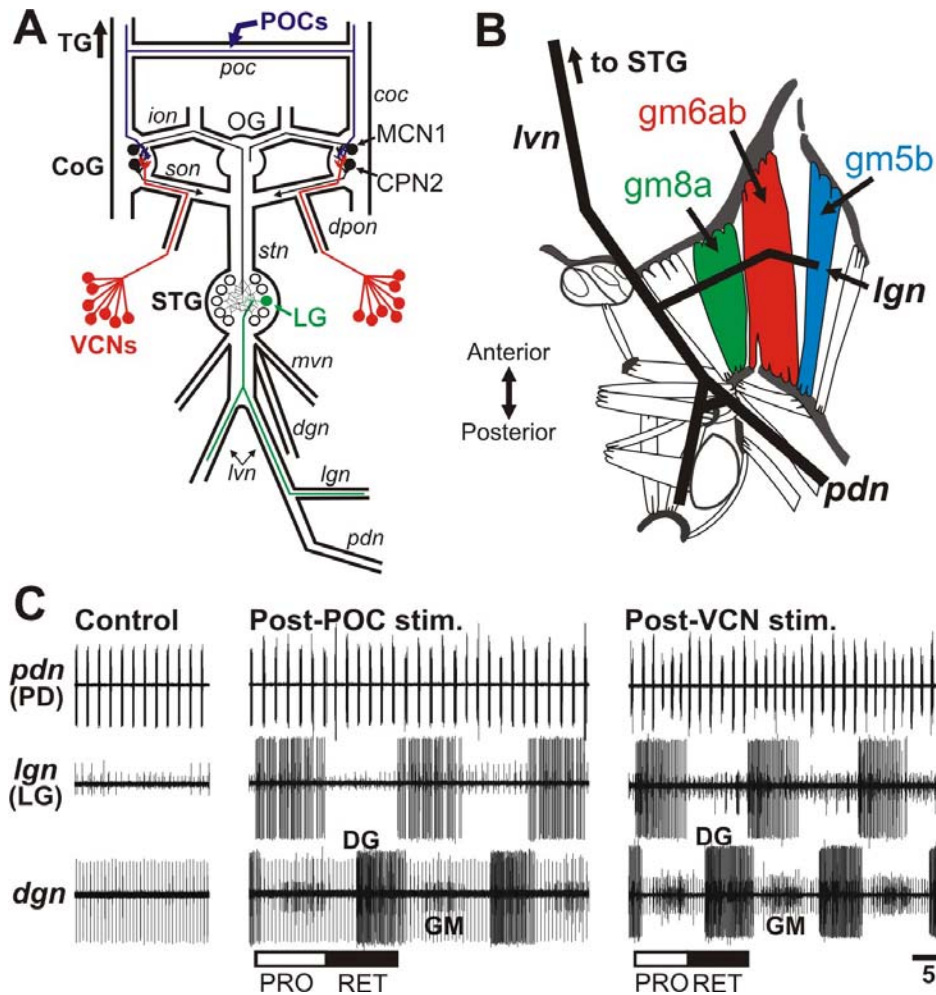 A
POCs
TG
poc
coc
ion
OG
MCN1
CoG
son
CPN2
dpon
stn
STG
LG
VCNs
mvn
dgn
lvn
lgn
pdn
B
to STG
lvn
gm6ab
gm8a
gm5b
lgn
Anterior
Posterior
pdn
C
Control
Post-POC stim.
Post-VCN stim.
pdn
(PD)
lgn
(LG)
DG
DG
dgn
GM
GM
PRO RET
PRO RET
5